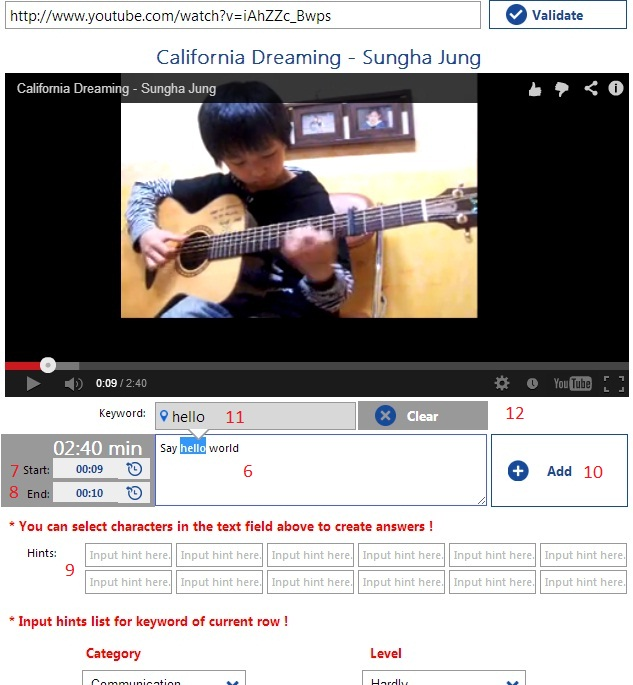 http://www.youtube.com/watch?v=iAhZZc_Bwps
Validate
California Dreaming - Sungha Jung
California Dreaming - Sungha Jung
0:09 / 2:40
YouTube
Keyword:
hello
11
Clear
12
02:40 min
Say hello world
7 Start:
00:09
6
Add
10
8 End:
00:10
* You can select characters in the text field above to create answers !
Hints:
Input hint here. Input hint here. Input hint here. Input hint here. Input hint here. Input hint here.
9
Input hint here. Input hint here. Input hint here. Input hint here. Input hint here. Input hint here.
* Input hints list for keyword of current row !
Category
Level
Communication
Hardly